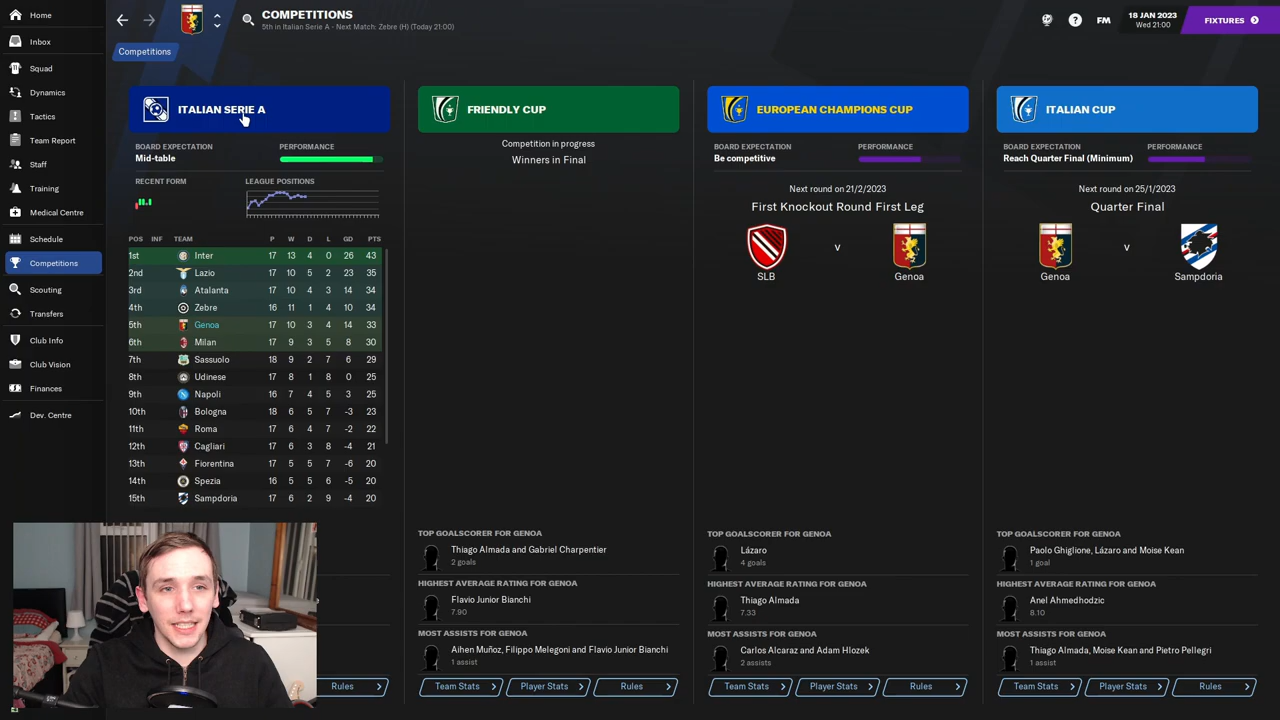 Home
Inbox
Squad
Dynamics
Tactics
Team Report
Staff
Training
Medical Centre
Schedule
Competitions
Scouting
Transfers
Club Info
Club Vision
Finances
Dev. Centre
COMPETITIONS
5th in Italian Serie A - Next Match: Zebre (H) (Today 21:00)
FM
18 JAN 2023
Wed 21:00
FIXTURES
Competitions
ITALIAN SERIE A
BOARD EXPECTATION PERFORMANCE
Mid-table
RECENT FORM LEAGUE POSITIONS
POS INF TEAM P W D L GD PTS
1st Inter 17 13 4 0 26 43
2nd Lazio 17 10 5 2 23 35
3rd Atalanta 17 10 4 3 14 34
4th Zebre 16 11 1 4 10 34
5th Genoa 17 10 3 4 14 33
6th Milan 17 9 3 5 8 30
7th Sassuolo 18 9 2 7 6 29
8th Udinese 17 8 1 8 0 25
9th Napoli 16 7 4 5 3 25
10th Bologna 18 6 5 7 -3 23
11th Roma 17 6 4 7 -2 22
12th Cagliari 17 6 3 8 -4 21
13th Fiorentina 17 5 5 7 -6 20
14th Spezia 16 5 5 6 -5 20
15th Sampdoria 17 6 2 9 -4 20
Rules
FRIENDLY CUP
Competition in progress
Winners in Final
TOP GOALSCORER FOR GENOA
Thiago Almada and Gabriel Charpentier
2 goals
HIGHEST AVERAGE RATING FOR GENOA
Flavio Junior Bianchi
7.90
MOST ASSISTS FOR GENOA
Aihen Muñoz, Filippo Melegoni and Flavio Junior Bianchi
1 assist
Team Stats Player Stats Rules
EUROPEAN CHAMPIONS CUP
BOARD EXPECTATION PERFORMANCE
Be competitive
Next round on 21/2/2023
First Knockout Round First Leg
v
SLB Genoa
TOP GOALSCORER FOR GENOA
Lázaro
4 goals
HIGHEST AVERAGE RATING FOR GENOA
Thiago Almada
7.33
MOST ASSISTS FOR GENOA
Carlos Alcaraz and Adam Hlozek
2 assists
Team Stats Player Stats Rules
ITALIAN CUP
BOARD EXPECTATION PERFORMANCE
Reach Quarter Final (Minimum)
Next round on 25/1/2023
Quarter Final
v
Genoa Sampdoria
TOP GOALSCORER FOR GENOA
Paolo Ghiglione, Lázaro and Moise Kean
1 goal
HIGHEST AVERAGE RATING FOR GENOA
Anel Ahmedhodzic
8.10
MOST ASSISTS FOR GENOA
Thiago Almada, Moise Kean and Pietro Pellegri
1 assist
Team Stats Player Stats Rules